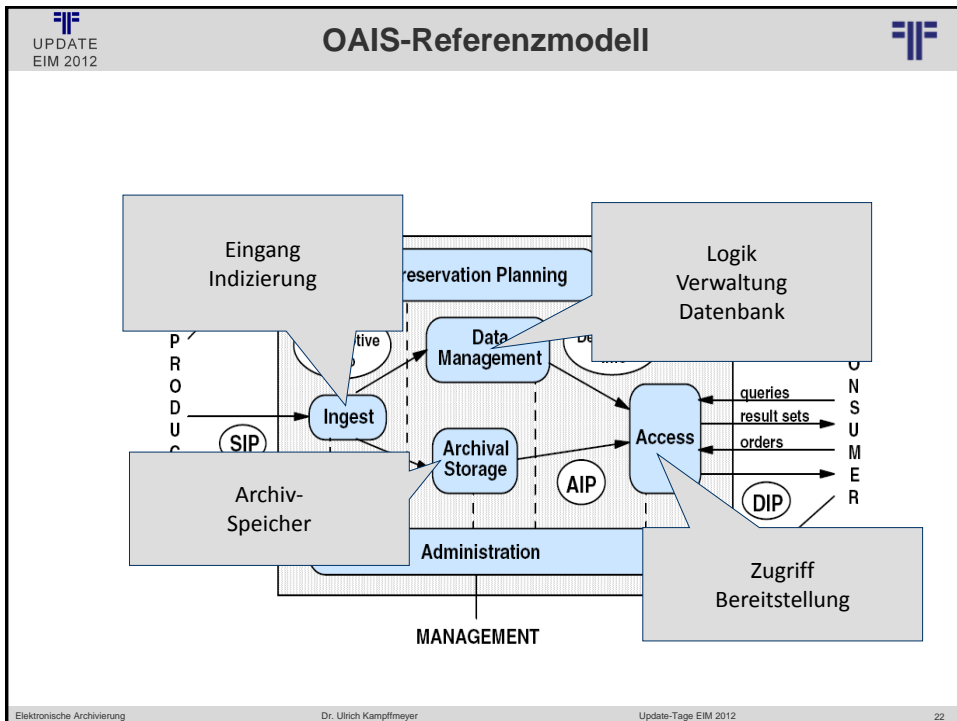 UPDATE
EIM 2012
OAIS-Referenzmodell
Eingang
Indizierung
Logik
Verwaltung
Datenbank
reservation Planning
P
R
O
D
U
Data
Management
Ingest
SIP
Archival
Storage
Access
AIP
queries
result sets
orders
DIP
O
N
S
U
M
E
R
Archiv-
Speicher
Administration
Zugriff
Bereitstellung
MANAGEMENT
Elektronische Archivierung
Dr. Ulrich Kampffmeyer
Update-Tage EIM 2012
22